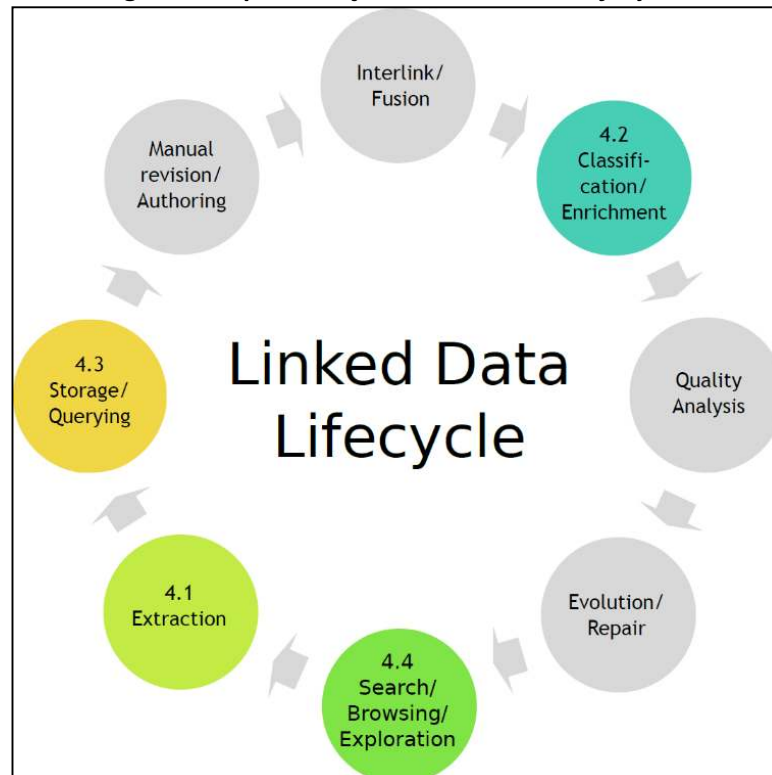 Interlink/
Fusion
4.2
Classifi-
cation/
Enrichment
Quality
Analysis
Evolution/
Repair
4.4
Search/
Browsing/
Exploration
4.1
Extraction
4.3
Storage/
Querying
Manual
revision/
Authoring
Linked Data
Lifecycle